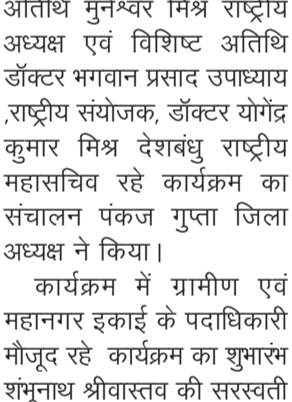 अतिथि मुनेश्वर मिश्र राष्ट्रीय
अध्यक्ष एवं विशिष्ट अतिथि
डॉक्टर भगवान प्रसाद उपाध्याय
,राष्ट्रीय संयोजक, डॉक्टर योगेंद्र
कुमार मिश्र देशबंधु राष्ट्रीय
महासचिव रहे कार्यक्रम का
संचालन पंकज गुप्ता जिला
अध्यक्ष ने किया।
कार्यक्रम में ग्रामीण एवं
महानगर इकाई के पदाधिकारी
मौजूद रहे कार्यक्रम का शुभारंभ
शंभूनाथ श्रीवास्तव की सरस्वती